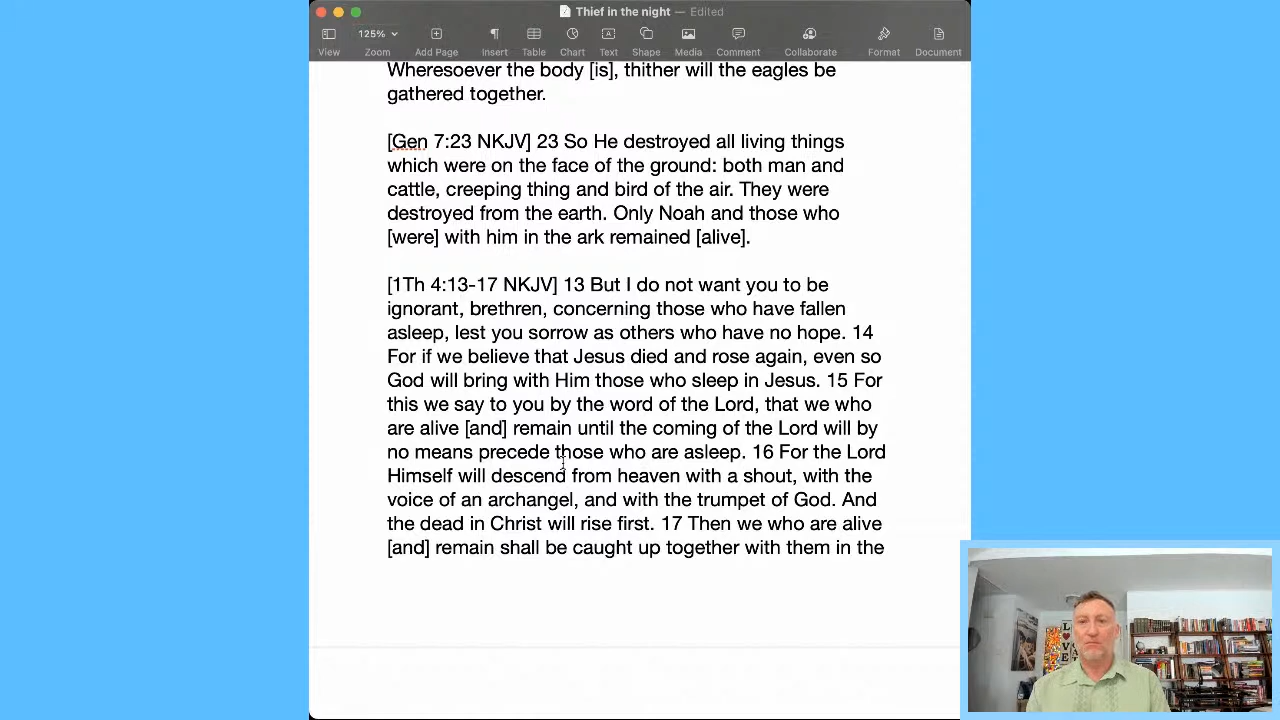 Thief in the night — Edited
125%
View Zoom Add Page Insert Table Chart Text Shape Media Comment Collaborate Format Document
Wheresoever the body [is], thither will the eagles be
gathered together.
[Gen 7:23 NKJV] 23 So He destroyed all living things
which were on the face of the ground: both man and
cattle, creeping thing and bird of the air. They were
destroyed from the earth. Only Noah and those who
[were] with him in the ark remained [alive].
[1Th 4:13-17 NKJV] 13 But I do not want you to be
ignorant, brethren, concerning those who have fallen
asleep, lest you sorrow as others who have no hope. 14
For if we believe that Jesus died and rose again, even so
God will bring with Him those who sleep in Jesus. 15 For
this we say to you by the word of the Lord, that we who
are alive [and] remain until the coming of the Lord will by
no means precede those who are asleep. 16 For the Lord
Himself will descend from heaven with a shout, with the
voice of an archangel, and with the trumpet of God. And
the dead in Christ will rise first. 17 Then we who are alive
[and] remain shall be caught up together with them in the